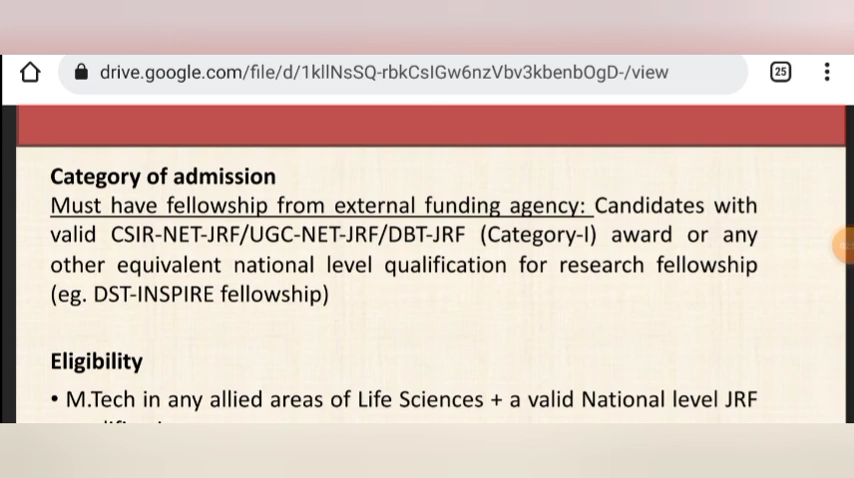 drive.google.com/file/d/1kllNsSQ-rbkCsIGw6nzVbv3kbenbOgD-/view
25
Category of admission
Must have fellowship from external funding agency: Candidates with
valid CSIR-NET-JRF/UGC-NET-JRF/DBT-JRF (Category-I) award or any
other equivalent national level qualification for research fellowship
(eg. DST-INSPIRE fellowship)
Eligibility
• M.Tech in any allied areas of Life Sciences + a valid National level JRF